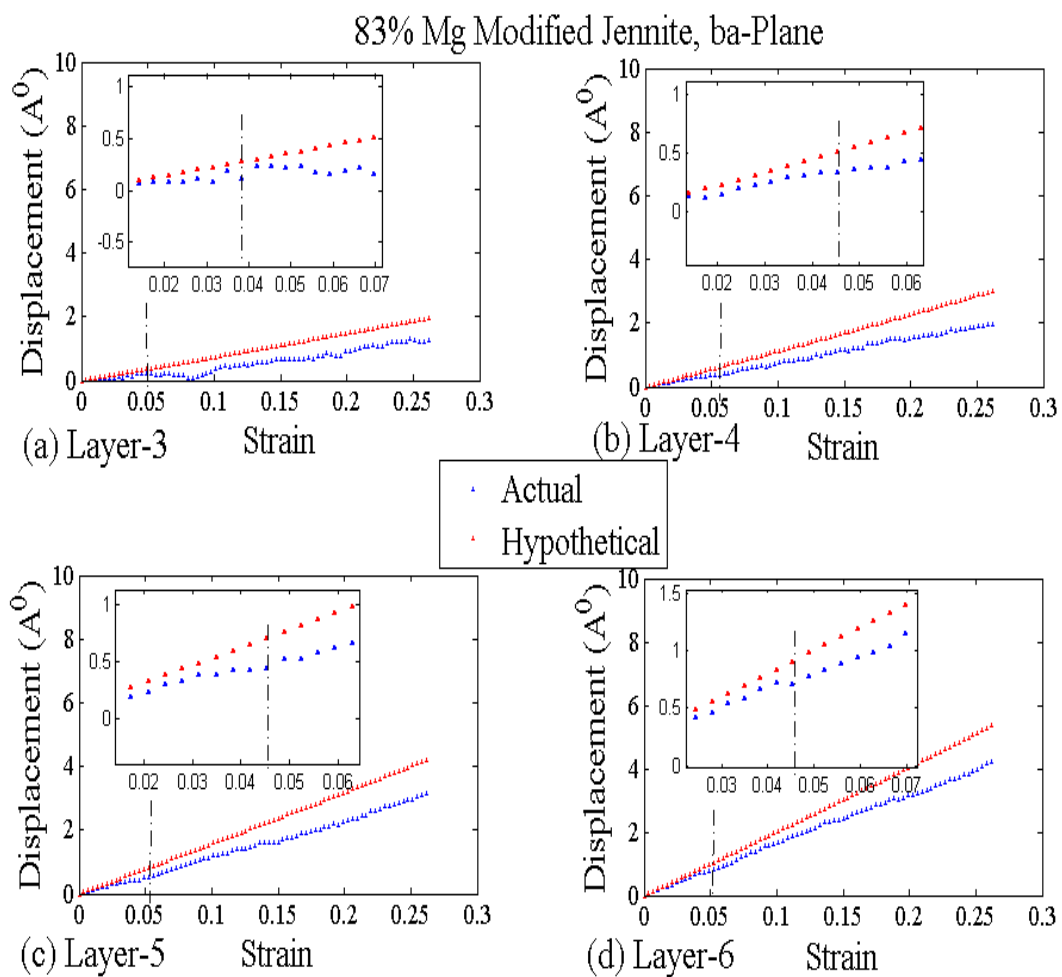 83% Mg Modified Jennite, ba-Plane
Displacement (A⁰)
10
8
6
4
2
0
0 0.05 0.1 0.15 0.2 0.25 0.3
1
0.5
0
-0.5
0.02 0.03 0.04 0.05 0.06 0.07
(a) Layer-3
Strain
Displacement (A⁰)
10
8
6
4
2
0
0 0.05 0.1 0.15 0.2 0.25 0.3
1
0.5
0
0.02 0.03 0.04 0.05 0.06
(b) Layer-4
Strain
Actual
Hypothetical
Displacement (A⁰)
10
8
6
4
2
0
0 0.05 0.1 0.15 0.2 0.25 0.3
1
0.5
0
0.02 0.03 0.04 0.05 0.06
(c) Layer-5
Strain
Displacement (A⁰)
10
8
6
4
2
0
0 0.05 0.1 0.15 0.2 0.25 0.3
1.5
1
0.5
0
0.03 0.04 0.05 0.06 0.07
(d) Layer-6
Strain